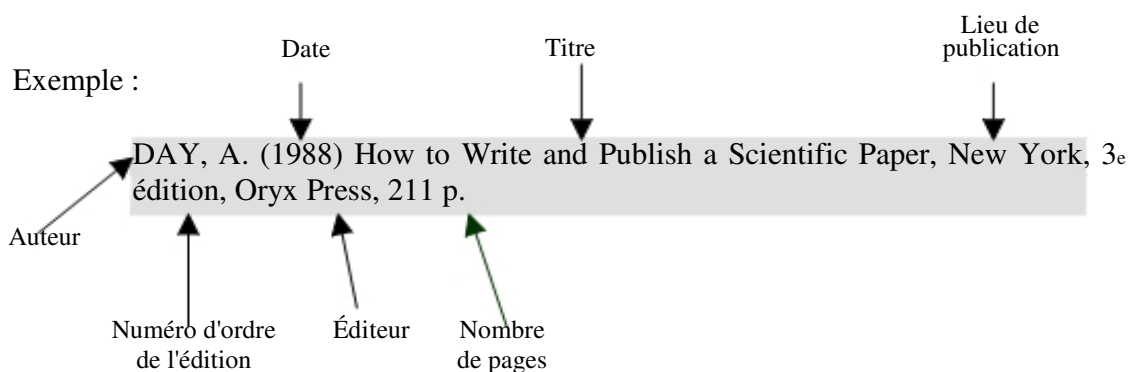 Lieu de
publication
Date
Titre
Exemple :
DAY, A. (1988) How to Write and Publish a Scientific Paper, New York, 3e
édition, Oryx Press, 211 p.
Auteur
Numéro d'ordre
de l'édition
Éditeur
Nombre
de pages